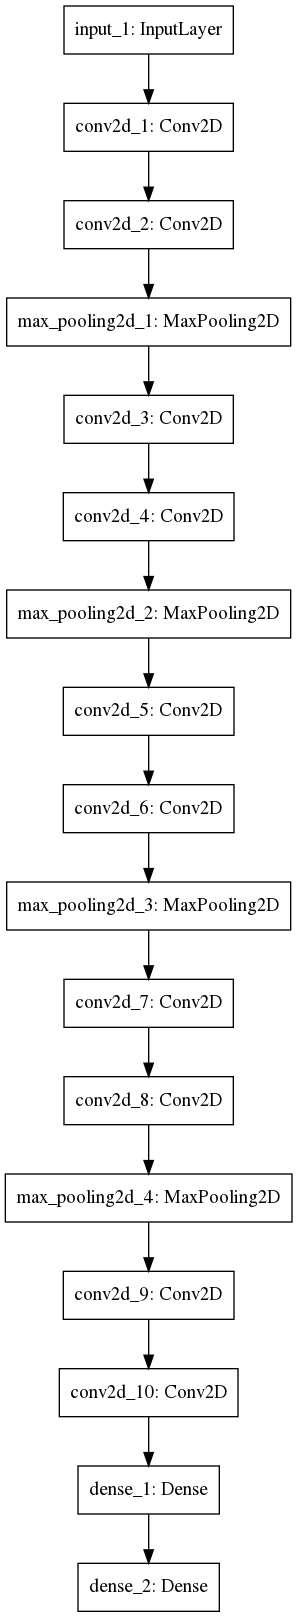 input_1: InputLayer
conv2d_1: Conv2D
conv2d_2: Conv2D
max_pooling2d_1: MaxPooling2D
conv2d_3: Conv2D
conv2d_4: Conv2D
max_pooling2d_2: MaxPooling2D
conv2d_5: Conv2D
conv2d_6: Conv2D
max_pooling2d_3: MaxPooling2D
conv2d_7: Conv2D
conv2d_8: Conv2D
max_pooling2d_4: MaxPooling2D
conv2d_9: Conv2D
conv2d_10: Conv2D
dense_1: Dense
dense_2: Dense